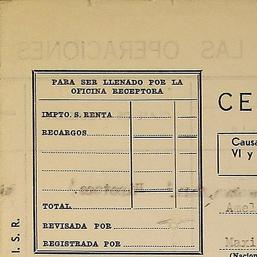 LAS OPERACIONES
PARA SER LLENADO POR LA
OFICINA RECEPTORA
IMPTO. S. RENTA
RECARGOS
TOTAL
REVISADA POR
REGISTRADA POR
I. S. R.
CE
Causa
VI y
Maxi
(Nacion